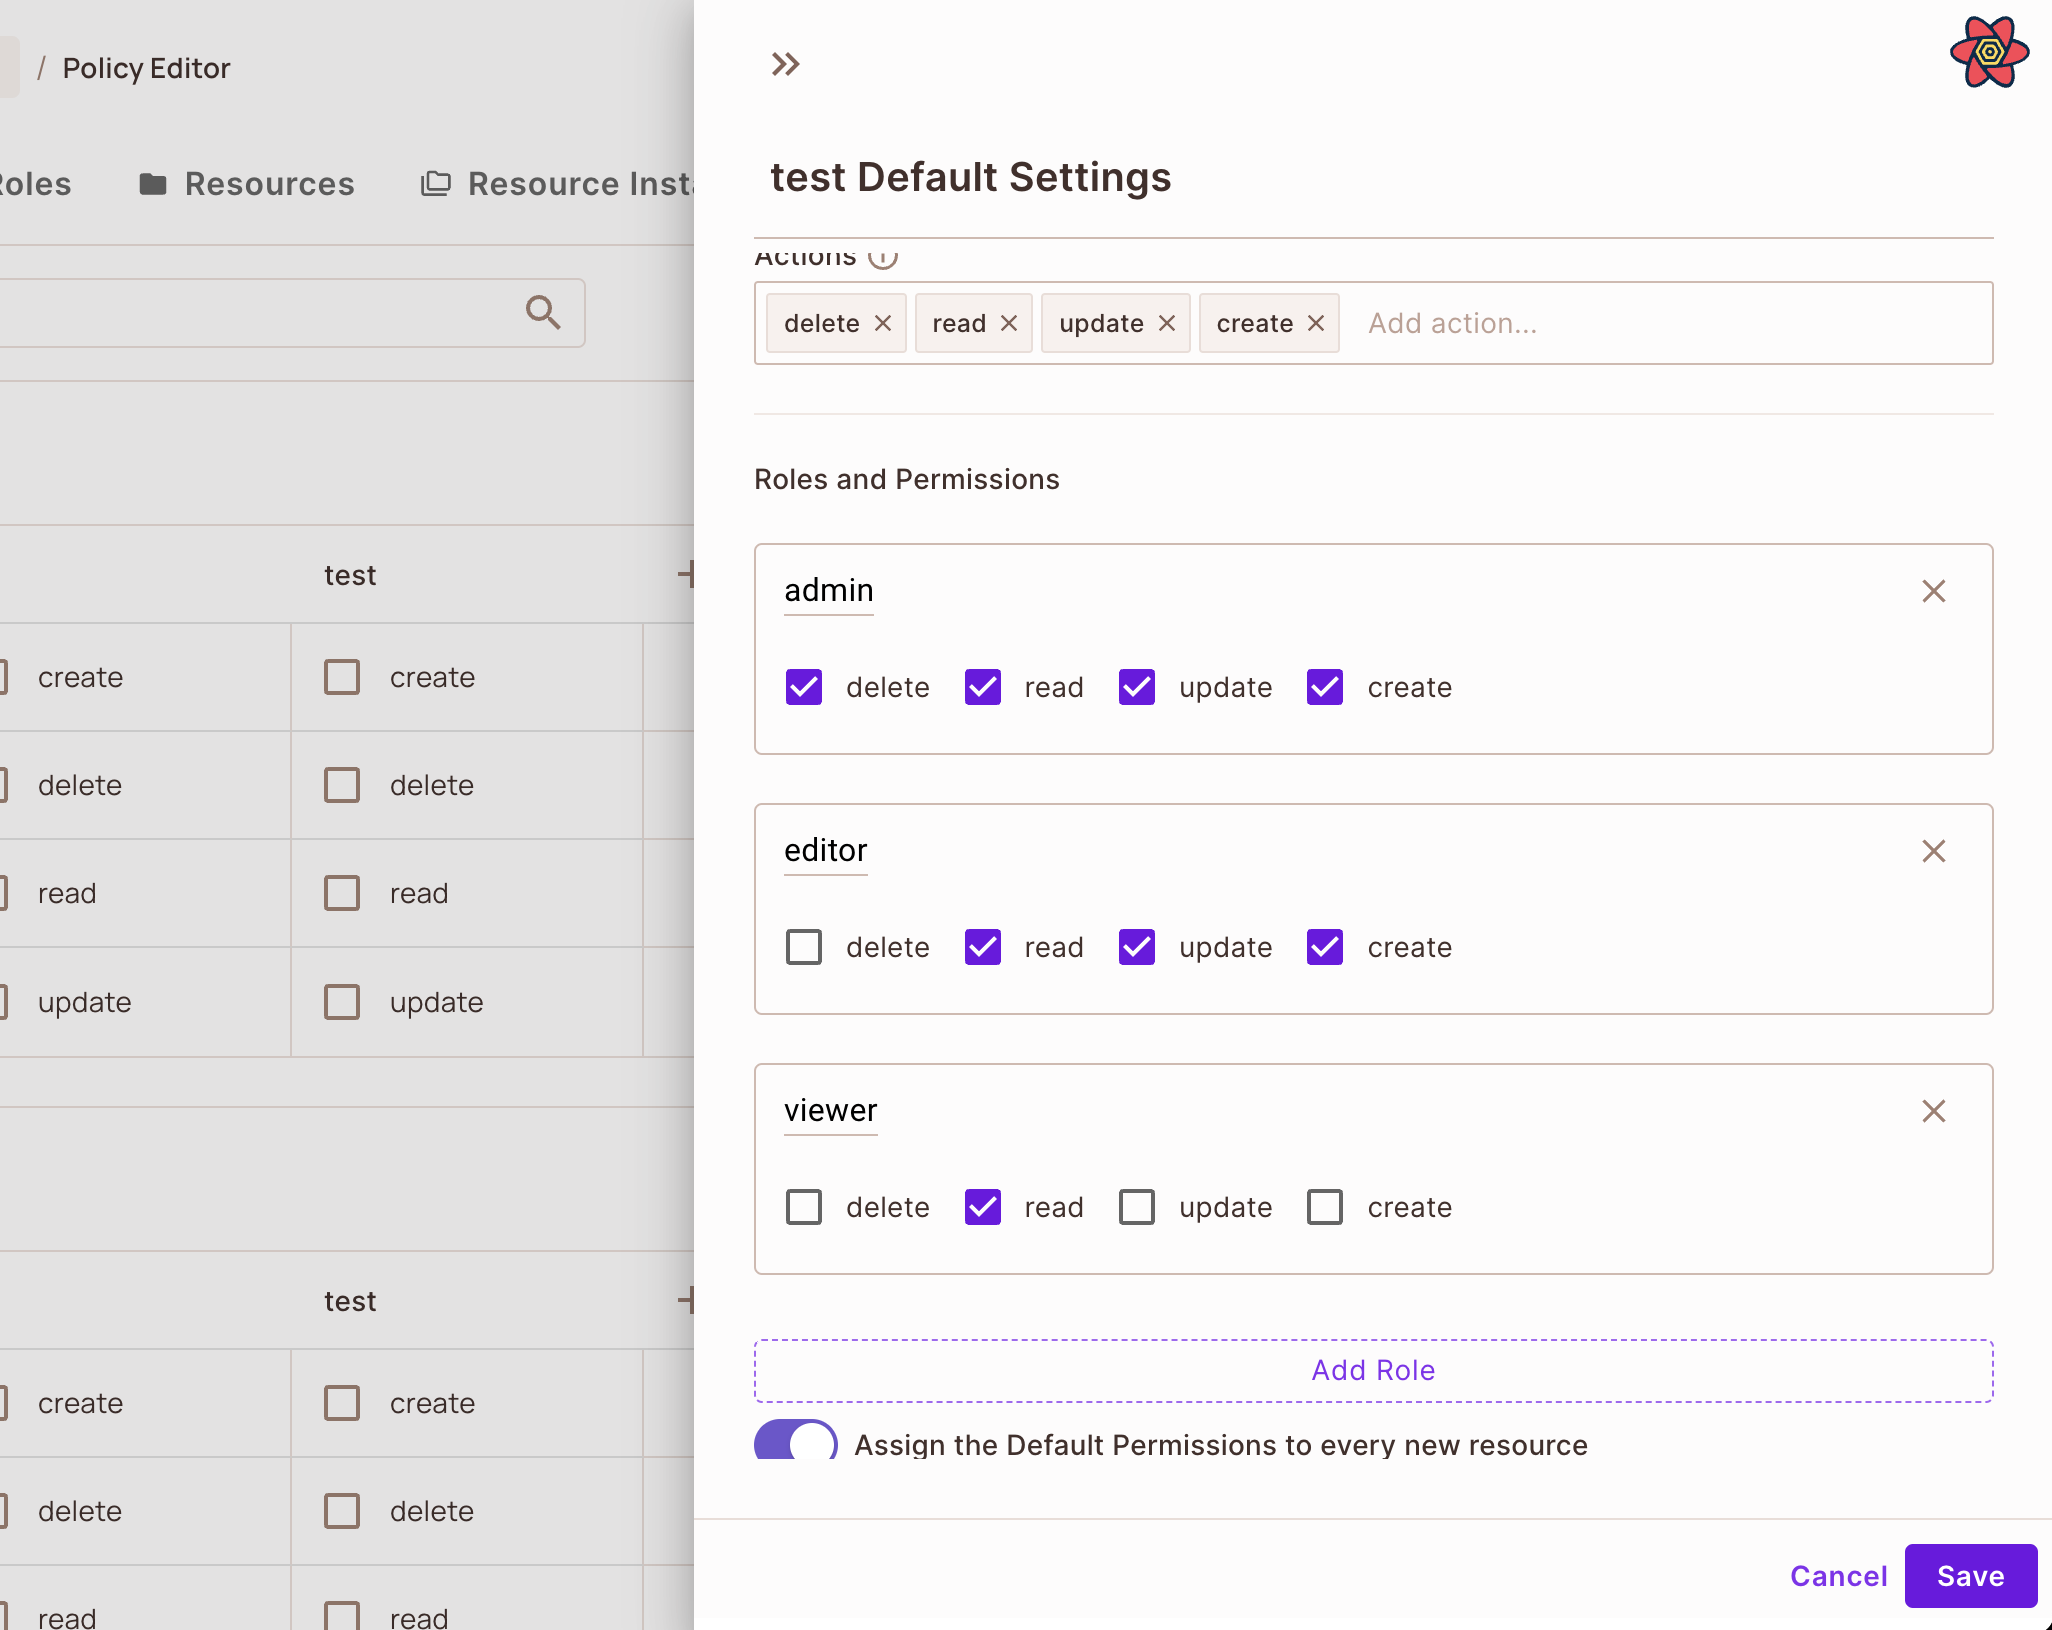 / Policy Editor
Resources
Resource
test
create create
delete delete
read read
update update
test
create create
delete delete
read read
test Default Settings
Actions
delete read update create Add action...
Roles and Permissions
admin
delete read update create
editor
delete read update create
viewer
delete read update create
Add Role
Assign the Default Permissions to every new resource
Cancel Save